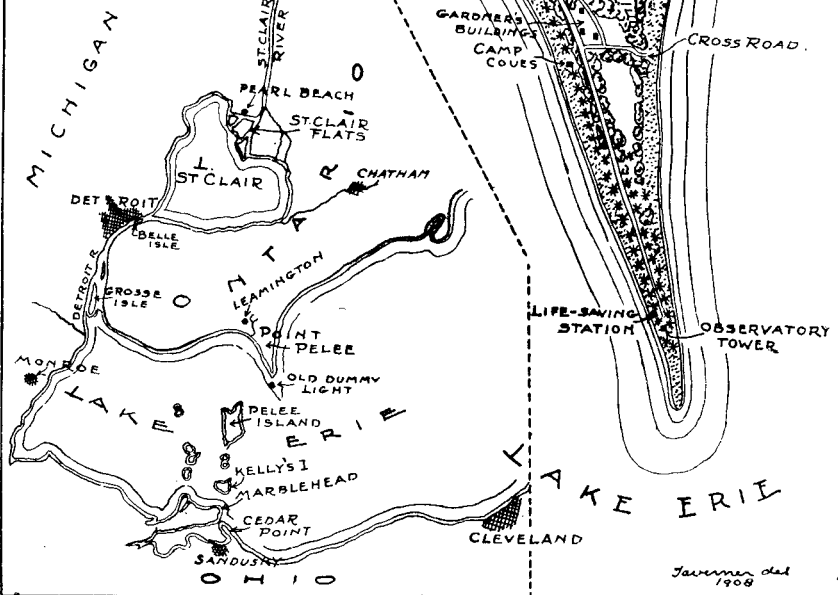 MICHIGAN
ST. CLAIR
RIVER
PEARL BEACH
ST. CLAIR
FLATS
L.
ST CLAIR
DETROIT
BELLE
ISLE
CHATHAM
ONTARIO
LEAMINGTON
DETROIT R.
GROSSE
ISLE
POINT
PELEE
MONROE
OLD DUMMY
LIGHT
LAKE ERIE
PELEE
ISLAND
KELLY'S I
MARBLEHEAD
CEDAR
POINT
SANDUSKY
OHIO
CLEVELAND
GARDNER'S
BUILDINGS
CAMP
COUES
CROSS ROAD.
LIFE-SAVING
STATION
OBSERVATORY
TOWER
LAKE ERIE
Taverner del
1908